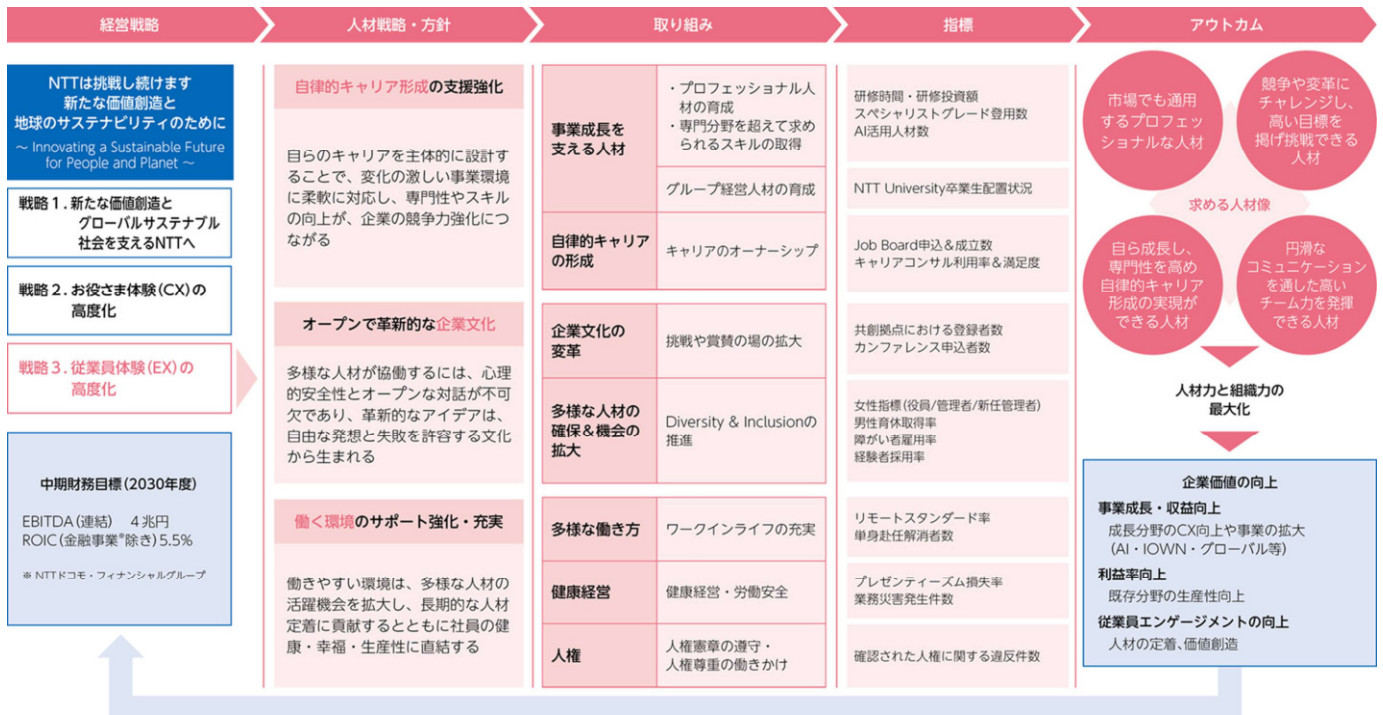 経営戦略
人材戦略・方針
取り組み
指標
アウトカム
NTTは挑戦し続けます
新たな価値創造と
地球のサステナビリティのために
～ Innovating a Sustainable Future
for People and Planet ～
戦略1．新たな価値創造と
グローバルサステナブル
社会を支えるNTTへ
戦略2．お客さま体験（CX）の
高度化
戦略3．従業員体験（EX）の
高度化
中期財務目標（2030年度）
EBITDA（連結） 4兆円
ROIC（金融事業※除き）5.5%
※ NTTドコモ・フィナンシャルグループ
自律的キャリア形成の支援強化
自らのキャリアを主体的に設計す
ることで、変化の激しい事業環境
に柔軟に対応し、専門性やスキル
の向上が、企業の競争力強化につ
ながる
オープンで革新的な企業文化
多様な人材が協働するには、心理
的安全性とオープンな対話が不可
欠であり、革新的なアイデアは、
自由な発想と失敗を許容する文化
から生まれる
働く環境のサポート強化・充実
働きやすい環境は、多様な人材の
活躍機会を拡大し、長期的な人材
定着に貢献するとともに社員の健
康・幸福・生産性に直結する
事業成長を
支える人材
・プロフェッショナル人
材の育成
・専門分野を超えて求め
られるスキルの取得
研修時間・研修投資額
スペシャリストグレード登用数
AI活用人材数
グループ経営人材の育成
NTT University卒業生配置状況
自律的キャリア
の形成
キャリアのオーナーシップ
Job Board申込＆成立数
キャリアコンサル利用率＆満足度
企業文化の
変革
挑戦や賞賛の場の拡大
共創拠点における登録者数
カンファレンス申込者数
多様な人材の
確保＆機会の
拡大
Diversity & Inclusionの
推進
女性指標（役員/管理者/新任管理者）
男性育休取得率
障がい者雇用率
経験者採用率
多様な働き方
ワークインライフの充実
リモートスタンダード率
単身赴任解消者数
健康経営
健康経営・労働安全
プレゼンティーズム損失率
業務災害発生件数
人権
人権憲章の遵守・
人権尊重の働きかけ
確認された人権に関する違反件数
市場でも通用
するプロフェッ
ショナルな人材
競争や変革に
チャレンジし、
高い目標を
掲げ挑戦できる
人材
求める人材像
自ら成長し、
専門性を高め
自律的キャリア
形成の実現が
できる人材
円滑な
コミュニケーション
を通した高い
チーム力を発揮
できる人材
人材力と組織力の
最大化
企業価値の向上
事業成長・収益向上
成長分野のCX向上や事業の拡大
（AI・IOWN・グローバル等）
利益率向上
既存分野の生産性向上
従業員エンゲージメントの向上
人材の定着、価値創造